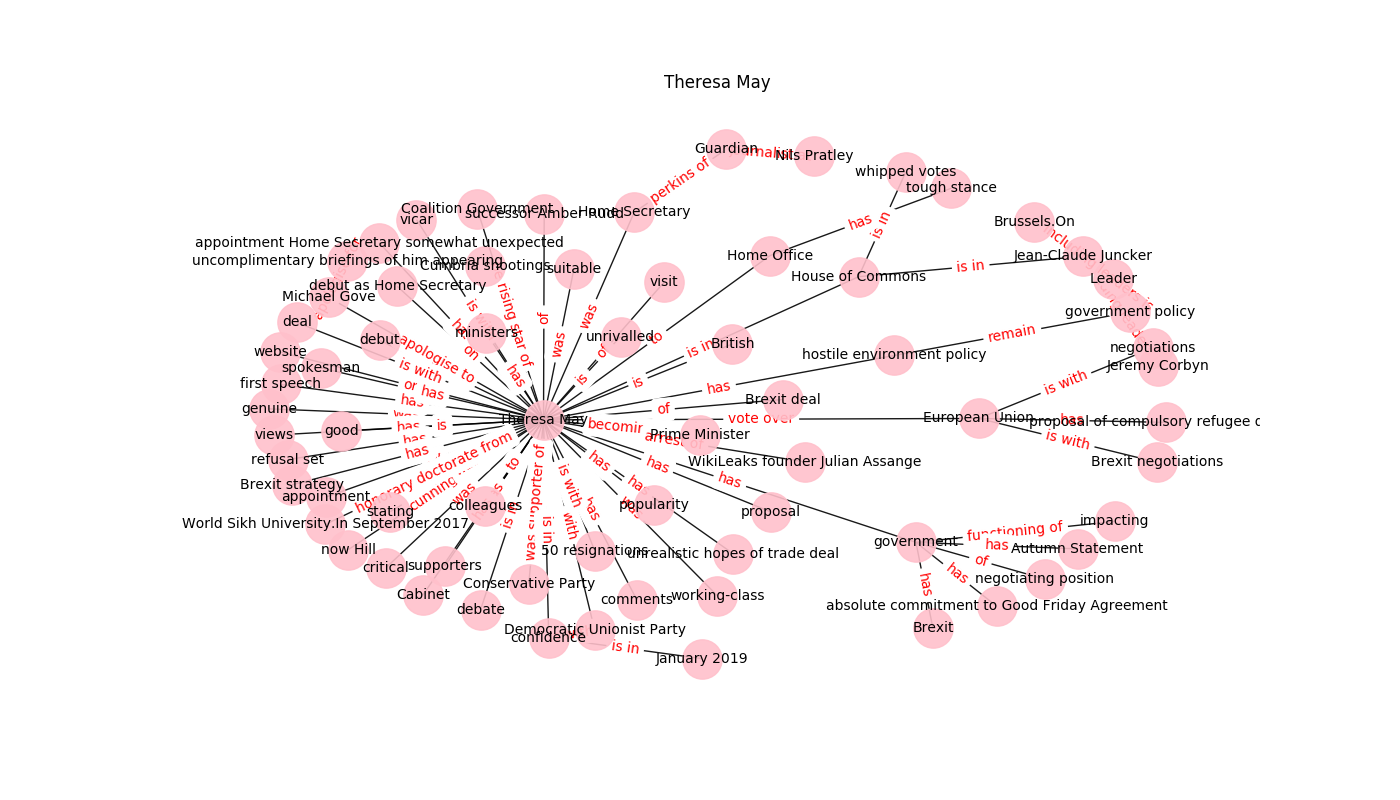 Theresa May
Guardian
Nils Pratley
perkins of
whipped votes
tough stance
Coalition Government
successor Amber Rudd
Home Secretary
vicar
has
is in
Brussels.On
appointment Home Secretary somewhat unexpected
uncomplimentary briefings of him appearing
Cumbria shootings
suitable
Home Office
Jean-Claude Juncker
is in
House of Commons
Leader
debut as Home Secretary
visit
Michael Gove
rising star of
of
was
government policy
deal
debut
ministers
unrivalled
to
British
remain
negotiations
website
apologise to
was
is in
hostile environment policy
Jeremy Corbyn
spokesman
is with
on
has
is
is
has
is with
first speech
or has
of
Brexit deal
genuine
Theresa May
vote over
European Union
has
proposal of compulsory refugee
views
good
is
Prime Minister
is with
refusal set
has
has
WikiLeaks founder Julian Assange
Brexit negotiations
Brexit strategy
honorary doctorate from
to
has
has
appointment
stating
cunning
was
colleagues
popularity
proposal
World Sikh University.In September 2017
is in
was supporter of
is with
has
impacting
functioning of
now Hill
50 resignations
unrealistic hopes of trade deal
government
has
Autumn Statement
critical
supporters
is in
with
of
negotiating position
Cabinet
Conservative Party
comments
working-class
has
has
absolute commitment to Good Friday Agreement
debate
Democratic Unionist Party
confidence
is in
January 2019
Brexit